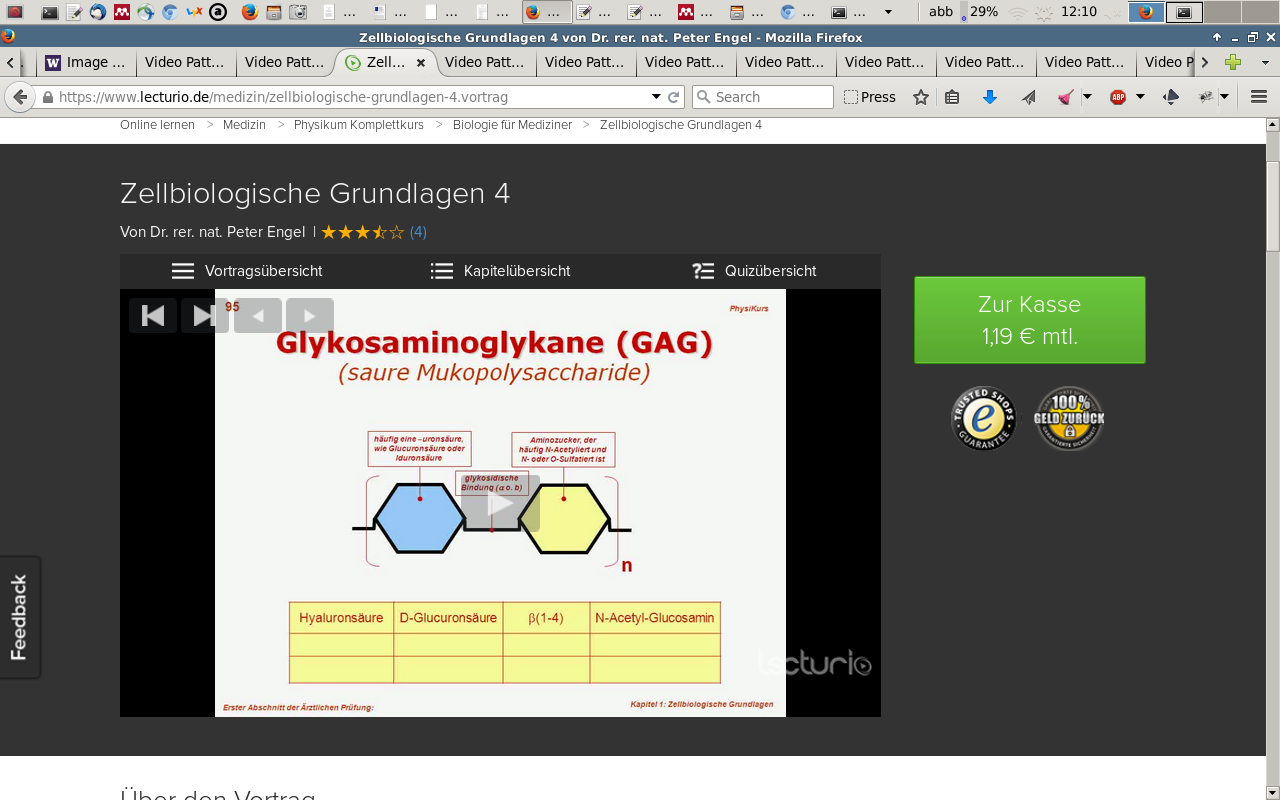 abb 29% 12:10
Zellbiologische Grundlagen 4 von Dr. rer. nat. Peter Engel - Mozilla Firefox
Image ... Video Patt... Video Patt... Zell... Video Patt... Video Patt... Video Patt... Video Patt... Video Patt... Video Patt... Video Patt... Video P
https://www.lecturio.de/medizin/zellbiologische-grundlagen-4.vortrag Search Press ABP
Online lernen > Medizin > Physikum Komplettkurs > Biologie für Mediziner > Zellbiologische Grundlagen 4
Zellbiologische Grundlagen 4
Von Dr. rer. nat. Peter Engel | (4)
Vortragsübersicht Kapitelübersicht Quizübersicht
95 PhysiKurs
Glykosaminoglykane (GAG)
(saure Mukopolysaccharide)
häufig eine –uronsäure,
wie Glucuronsäure oder
Iduronsäure
Aminozucker, der
häufig N-Acetyliert und
N- oder O-Sulfatiert ist
glykosidische
Bindung (α o. b)
n
Hyaluronsäure D-Glucuronsäure β(1-4) N-Acetyl-Glucosamin
lecturio
Erster Abschnitt der Ärztlichen Prüfung: Kapitel 1: Zellbiologische Grundlagen
Zur Kasse
1,19 € mtl.
TRUSTED SHOPS
GUARANTEE
100%
GELD ZURÜCK
Feedback
Über den Vortrag